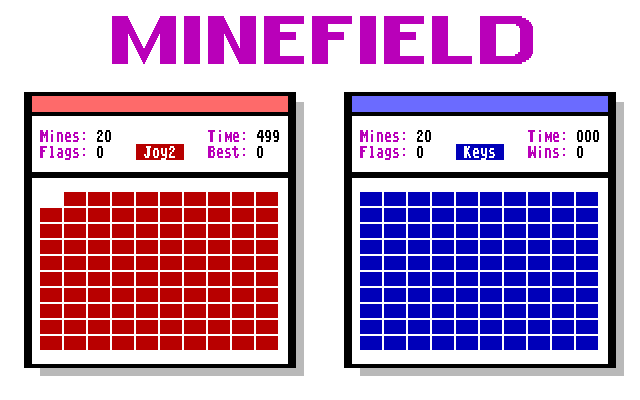 MINEFIELD
Mines: 20 Time: 499
Flags: 0 Joy2 Best: 0
Mines: 20 Time: 000
Flags: 0 Keys Wins: 0